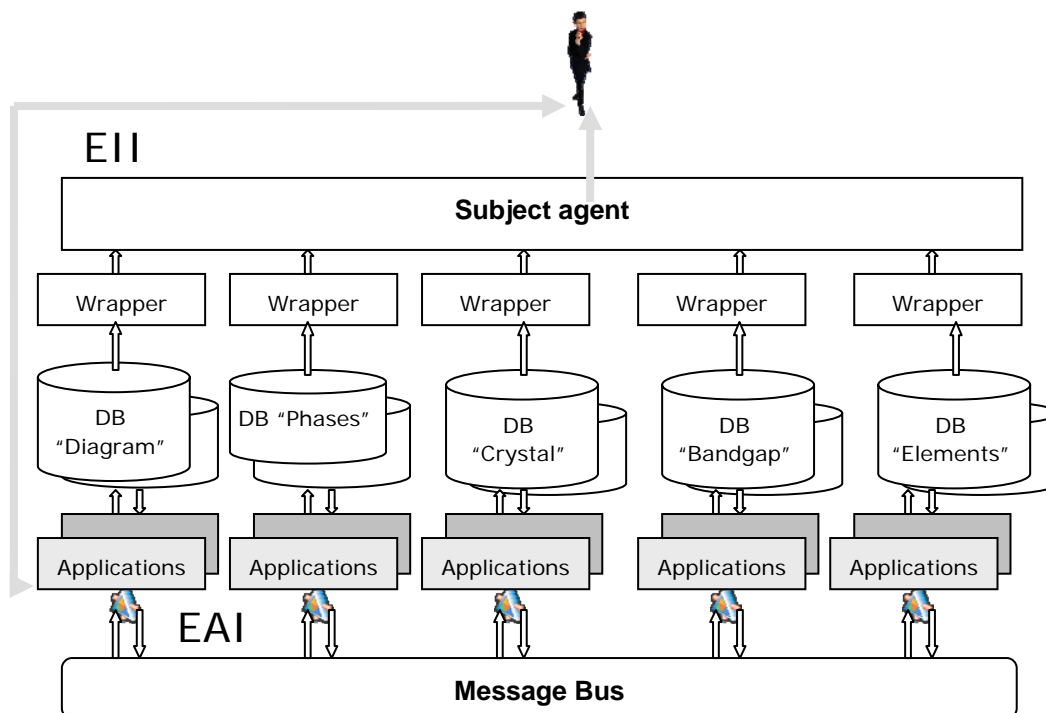 EII
Subject agent
Wrapper
Wrapper
Wrapper
Wrapper
Wrapper
DB
“Diagram”
DB “Phases”
DB
“Crystal”
DB
“Bandgap”
DB
“Elements”
Applications
Applications
Applications
Applications
Applications
EAI
Message Bus